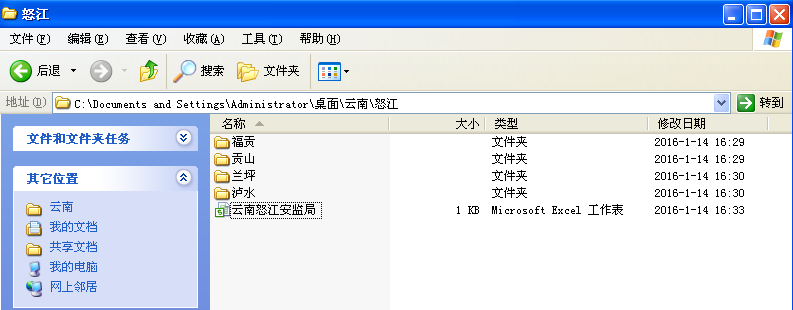 怒江
文件(F) 编辑(E) 查看(V) 收藏(A) 工具(T) 帮助(H)
后退 搜索 文件夹
地址(D) C:\Documents and Settings\Administrator\桌面\云南\怒江 转到
文件和文件夹任务
其它位置
云南
我的文档
共享文档
我的电脑
网上邻居
名称 大小 类型 修改日期
福贡 文件夹 2016-1-14 16:29
贡山 文件夹 2016-1-14 16:29
兰坪 文件夹 2016-1-14 16:30
泸水 文件夹 2016-1-14 16:30
云南怒江安监局 1 KB Microsoft Excel 工作表 2016-1-14 16:33